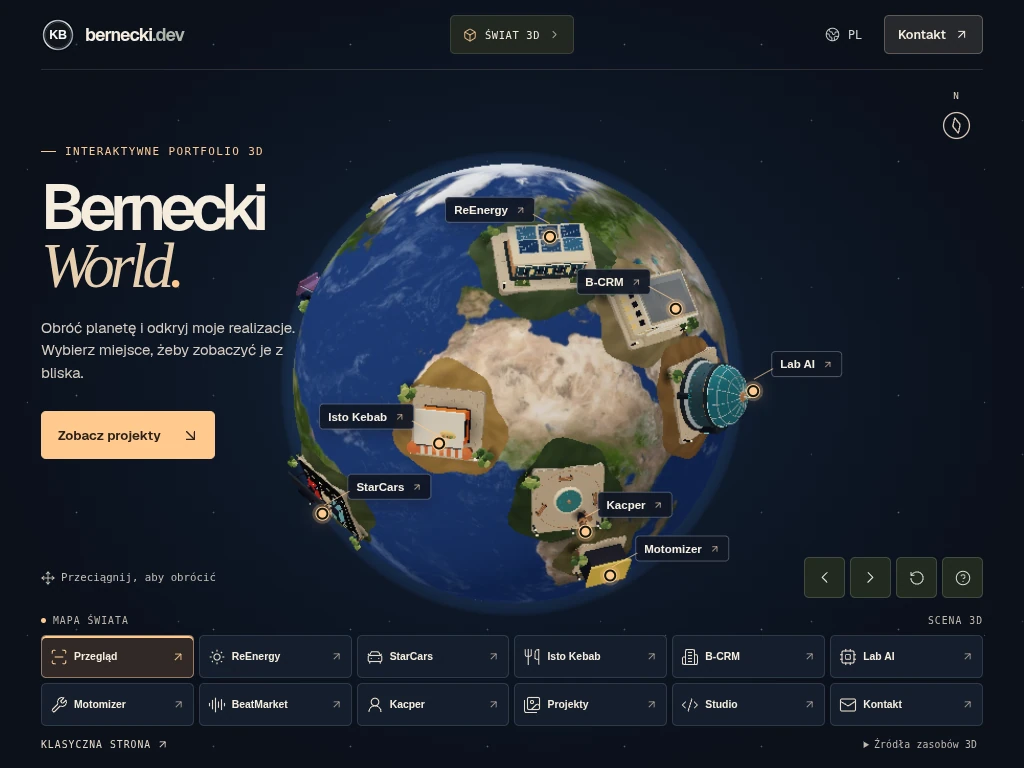 KB bernecki.dev
ŚWIAT 3D
PL
Kontakt
N
INTERAKTYWNE PORTFOLIO 3D
Bernecki
World.
Obróć planetę i odkryj moje realizacje.
Wybierz miejsce, żeby zobaczyć je z
bliska.
Zobacz projekty
ReEnergy
B-CRM
Lab AI
Isto Kebab
StarCars
Kacper
Motomizer
Przeciągnij, aby obrócić
MAPA ŚWIATA
SCENA 3D
Przegląd
ReEnergy
StarCars
Isto Kebab
B-CRM
Lab AI
Motomizer
BeatMarket
Kacper
Projekty
Studio
Kontakt
KLASYCZNA STRONA
Źródła zasobów 3D